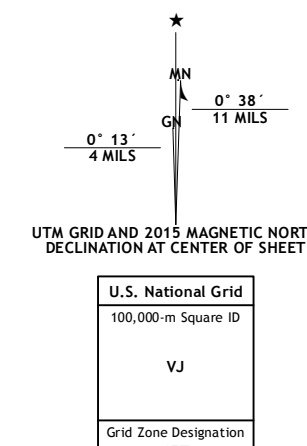 ★
MN
0° 38´
11 MILS
GN
0° 13´
4 MILS
UTM GRID AND 2015 MAGNETIC NORT
DECLINATION AT CENTER OF SHEET
U.S. National Grid
100,000-m Square ID
VJ
Grid Zone Designation